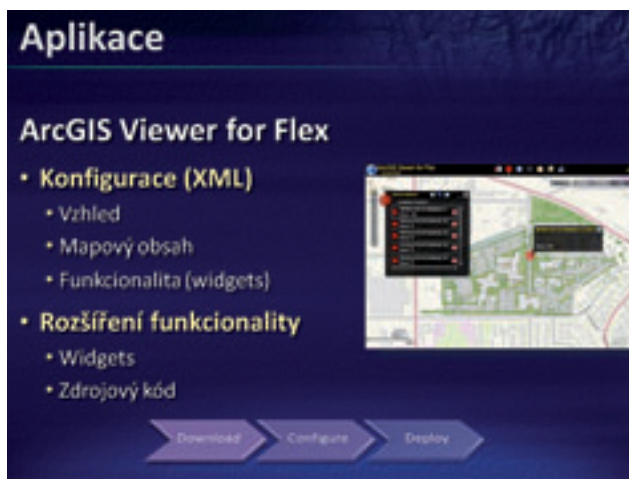 Aplikace
ArcGIS Viewer for Flex
• Konfigurace (XML)
• Vzhled
• Mapový obsah
• Funkcionalita (widgets)
• Rozšíření funkcionality
• Widgets
• Zdrojový kód
Download
Configure
Deploy